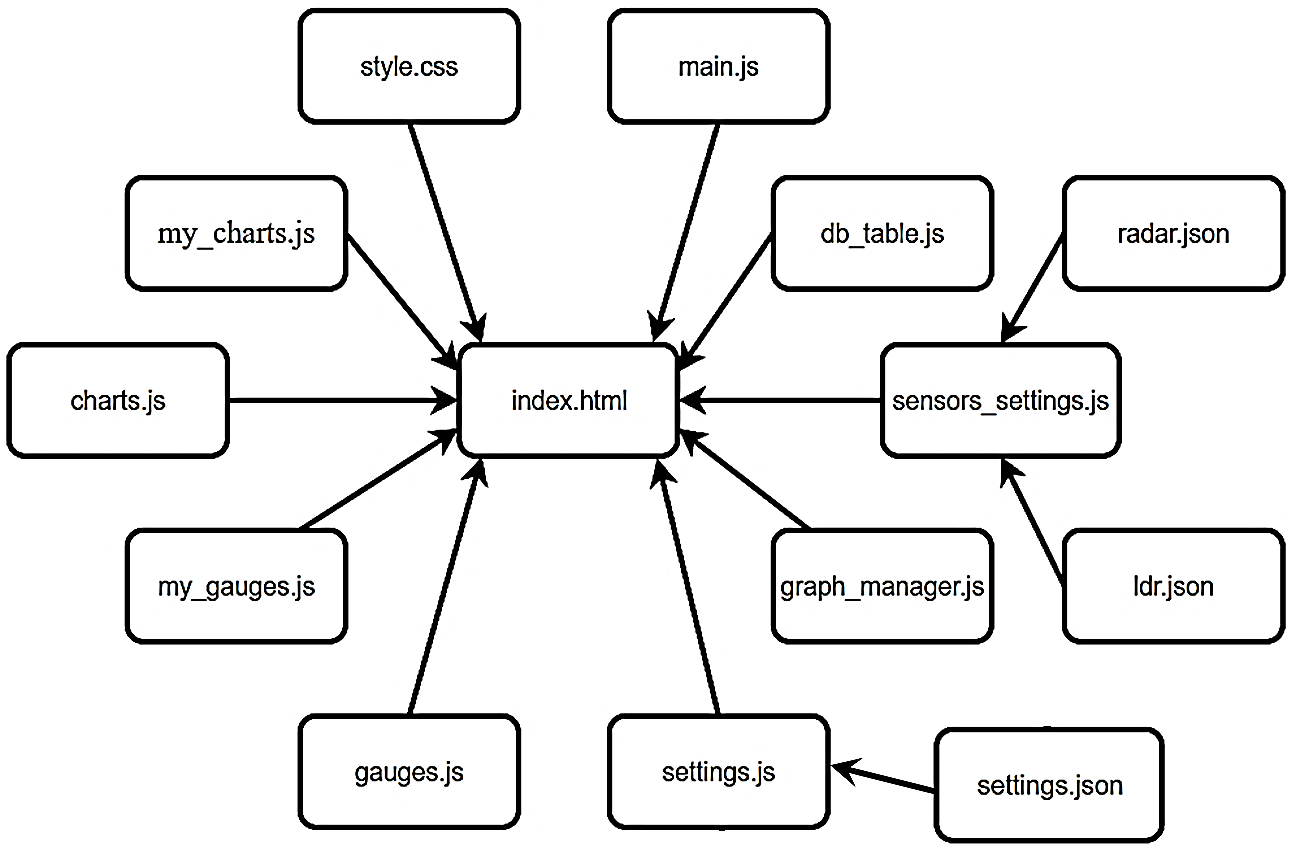 style.css
main.js
my_charts.js
db_table.js
radar.json
charts.js
index.html
sensors_settings.js
my_gauges.js
graph_manager.js
ldr.json
gauges.js
settings.js
settings.json